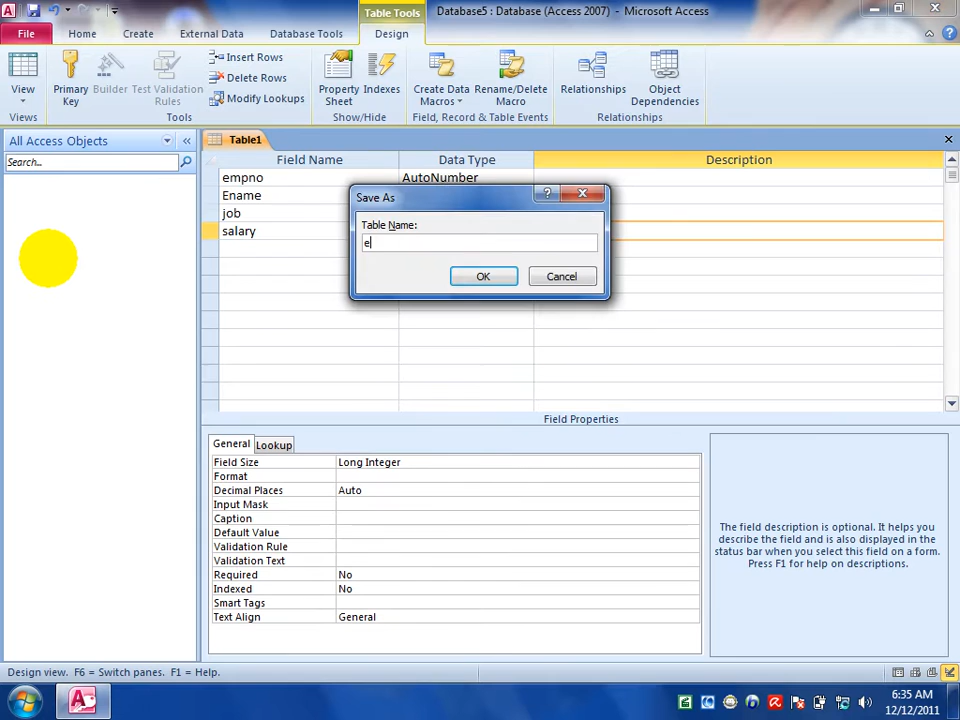 Table Tools
Database5 : Database (Access 2007) - Microsoft Access
File Home Create External Data Database Tools Design
View
Primary Key
Builder
Test Validation Rules
Insert Rows
Delete Rows
Modify Lookups
Property Sheet
Indexes
Create Data Macros
Rename/Delete Macro
Relationships
Object Dependencies
Views Tools Show/Hide Field, Record & Table Events Relationships
All Access Objects
Search...
Table1
Field Name Data Type Description
empno AutoNumber
Ename
job
salary
Save As
Table Name:
e
OK Cancel
Field Properties
General Lookup
Field Size Long Integer
Format
Decimal Places Auto
Input Mask
Caption
Default Value
Validation Rule
Validation Text
Required No
Indexed No
Smart Tags
Text Align General
The field description is optional. It helps you
describe the field and is also displayed in the
status bar when you select this field on a form.
Press F1 for help on descriptions.
Design view. F6 = Switch panes. F1 = Help.
6:35 AM
12/12/2011